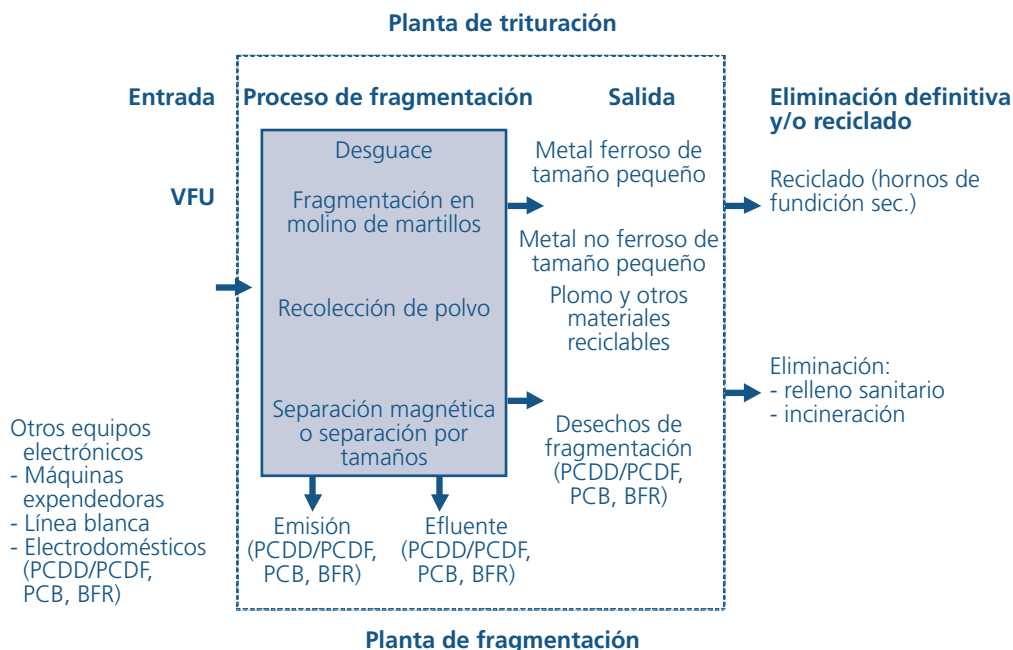 Planta de trituración
Entrada
Proceso de fragmentación
Salida
Eliminación definitiva
y/o reciclado
VFU
Otros equipos
electrónicos
- Máquinas
expendedoras
- Línea blanca
- Electrodomésticos
(PCDD/PCDF,
PCB, BFR)
Desguace
Fragmentación en
molino de martillos
Recolección de polvo
Separación magnética
o separación por
tamaños
Emisión
(PCDD/PCDF,
PCB, BFR)
Efluente
(PCDD/PCDF,
PCB, BFR)
Metal ferroso de
tamaño pequeño
Metal no ferroso de
tamaño pequeño
Plomo y otros
materiales
reciclables
Desechos de
fragmentación
(PCDD/PCDF,
PCB, BFR)
Reciclado (hornos de
fundición sec.)
Eliminación:
- relleno sanitario
- incineración
Planta de fragmentación